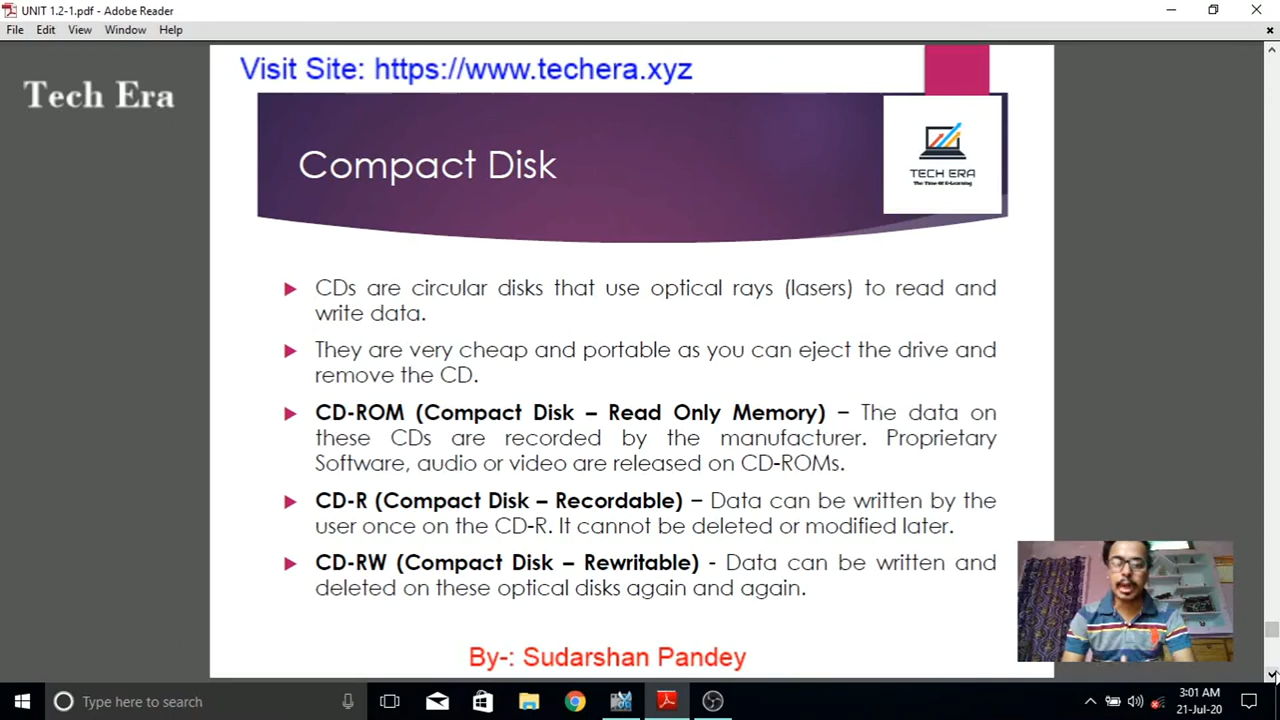 UNIT 1.2-1.pdf - Adobe Reader
File Edit View Window Help
Visit Site: https://www.techera.xyz
Tech Era
Compact Disk
TECH ERA
The Time Of E-Learning
CDs are circular disks that use optical rays (lasers) to read and
write data.
They are very cheap and portable as you can eject the drive and
remove the CD.
CD-ROM (Compact Disk – Read Only Memory) – The data on
these CDs are recorded by the manufacturer. Proprietary
Software, audio or video are released on CD-ROMs.
CD-R (Compact Disk – Recordable) – Data can be written by the
user once on the CD-R. It cannot be deleted or modified later.
CD-RW (Compact Disk – Rewritable) - Data can be written and
deleted on these optical disks again and again.
By-: Sudarshan Pandey
Type here to search
3:01 AM
21-Jul-20